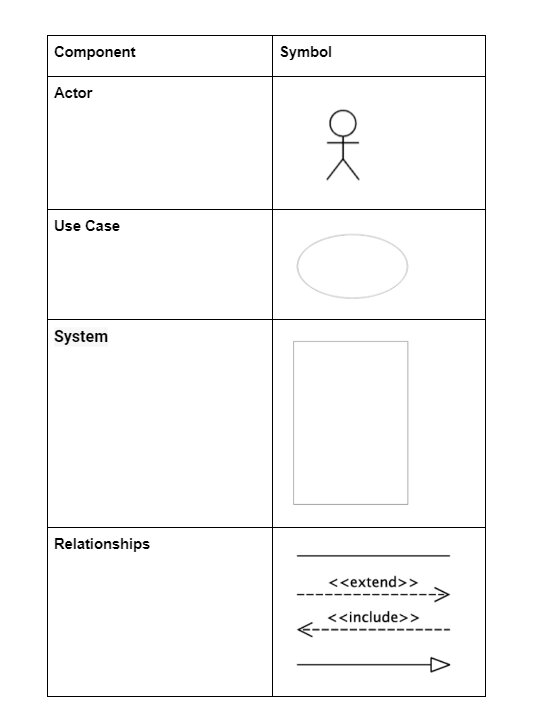 Component
Symbol
Actor
Use Case
System
Relationships
<<extend>>
<<include>>